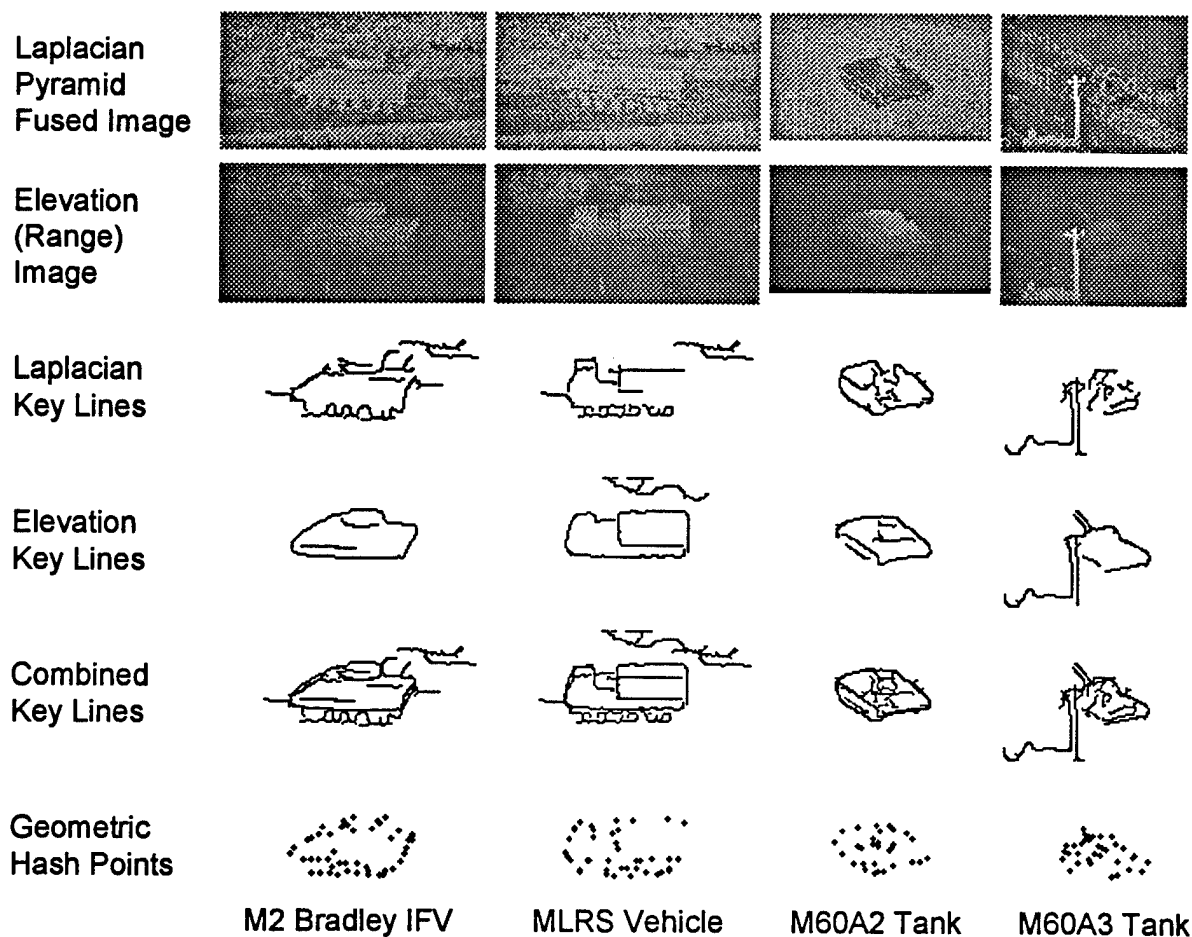 Laplacian
Pyramid
Fused Image
Elevation
(Range)
Image
Laplacian
Key Lines
Elevation
Key Lines
Combined
Key Lines
Geometric
Hash Points
M2 Bradley IFV
MLRS Vehicle
M60A2 Tank
M60A3 Tank